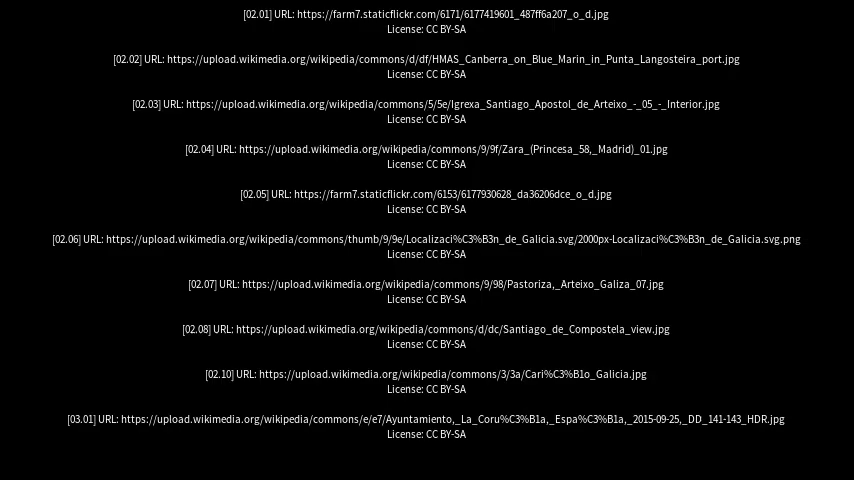 [02.01] URL: https://farm7.staticflickr.com/6171/6177419601_487ff6a207_o_d.jpg
License: CC BY-SA
[02.02] URL: https://upload.wikimedia.org/wikipedia/commons/d/df/HMAS_Canberra_on_Blue_Marin_in_Punta_Langosteira_port.jpg
License: CC BY-SA
[02.03] URL: https://upload.wikimedia.org/wikipedia/commons/5/5e/Igrexa_Santiago_Apostol_de_Arteixo_-_05_-_Interior.jpg
License: CC BY-SA
[02.04] URL: https://upload.wikimedia.org/wikipedia/commons/9/9f/Zara_(Princesa_58,_Madrid)_01.jpg
License: CC BY-SA
[02.05] URL: https://farm7.staticflickr.com/6153/6177930628_da36206dce_o_d.jpg
License: CC BY-SA
[02.06] URL: https://upload.wikimedia.org/wikipedia/commons/thumb/9/9e/Localizaci%C3%B3n_de_Galicia.svg/2000px-Localizaci%C3%B3n_de_Galicia.svg.png
License: CC BY-SA
[02.07] URL: https://upload.wikimedia.org/wikipedia/commons/9/98/Pastoriza,_Arteixo_Galiza_07.jpg
License: CC BY-SA
[02.08] URL: https://upload.wikimedia.org/wikipedia/commons/d/dc/Santiago_de_Compostela_view.jpg
License: CC BY-SA
[02.10] URL: https://upload.wikimedia.org/wikipedia/commons/3/3a/Cari%C3%B1o_Galicia.jpg
License: CC BY-SA
[03.01] URL: https://upload.wikimedia.org/wikipedia/commons/e/e7/Ayuntamiento,_La_Coru%C3%B1a,_Espa%C3%B1a,_2015-09-25,_DD_141-143_HDR.jpg
License: CC BY-SA